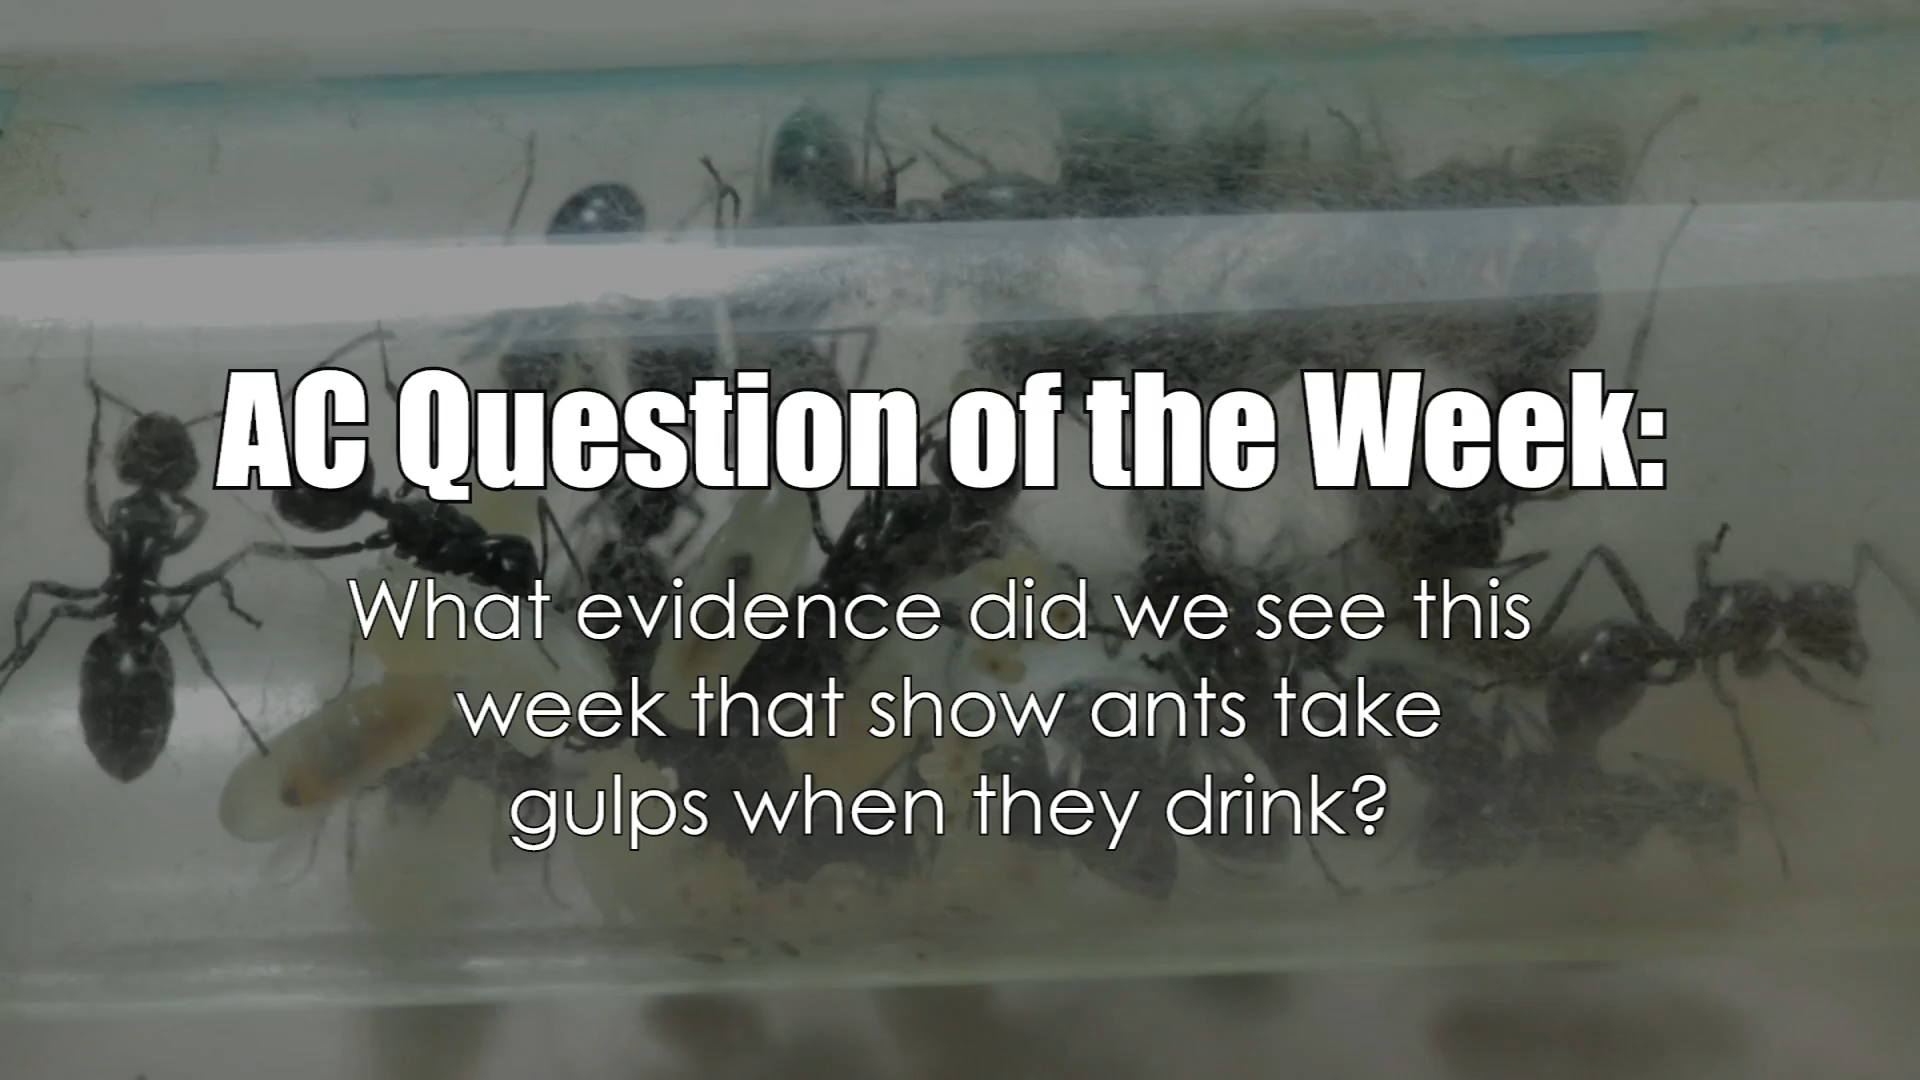 AC Question of the Week:
What evidence did we see this
week that show ants take
gulps when they drink?